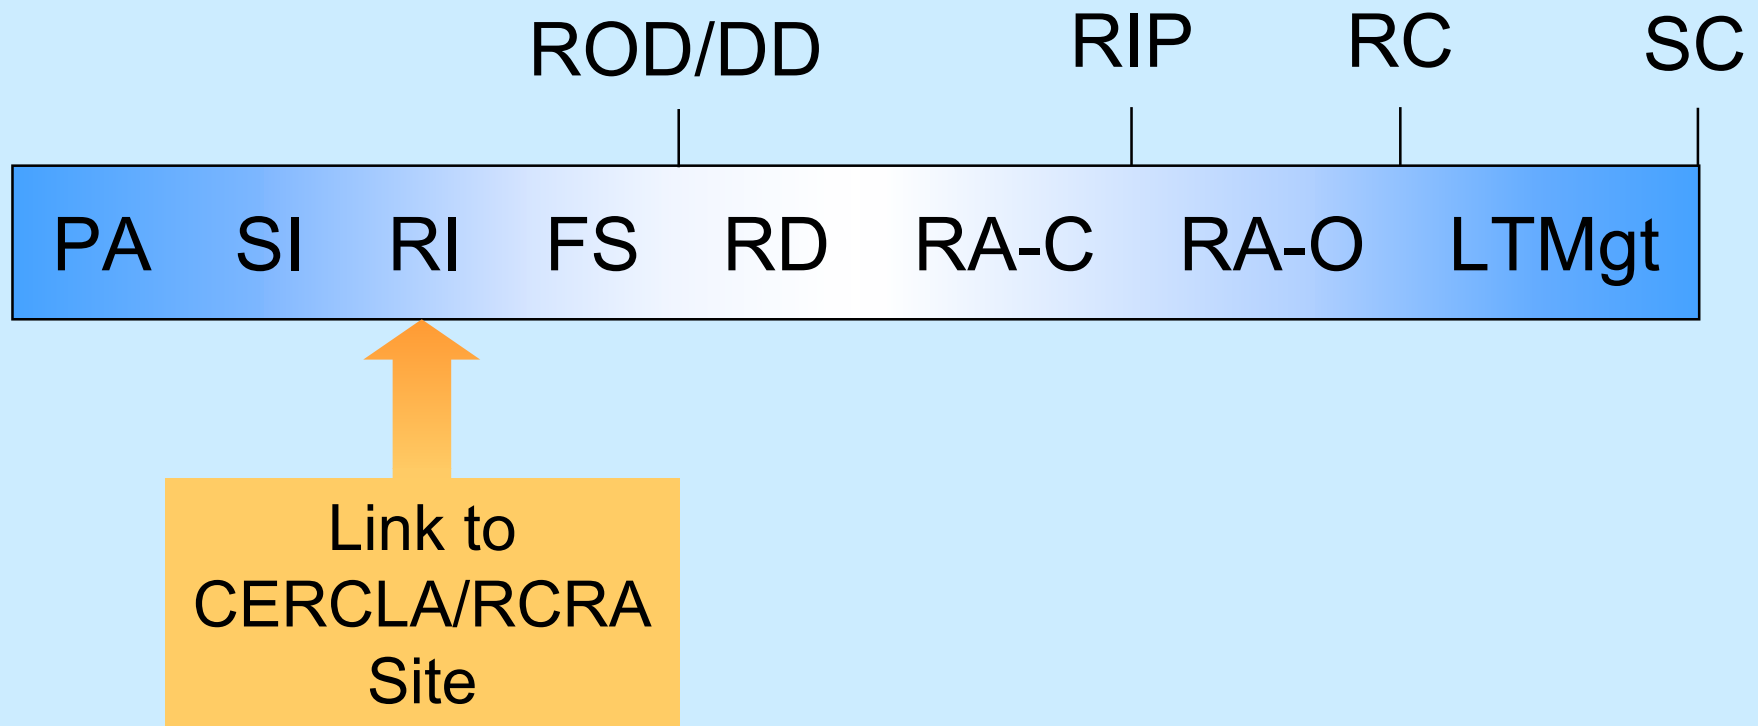 ROD/DD RIP RC SC
PA SI RI FS RD RA-C RA-O LTMgt
Link to
CERCLA/RCRA
Site